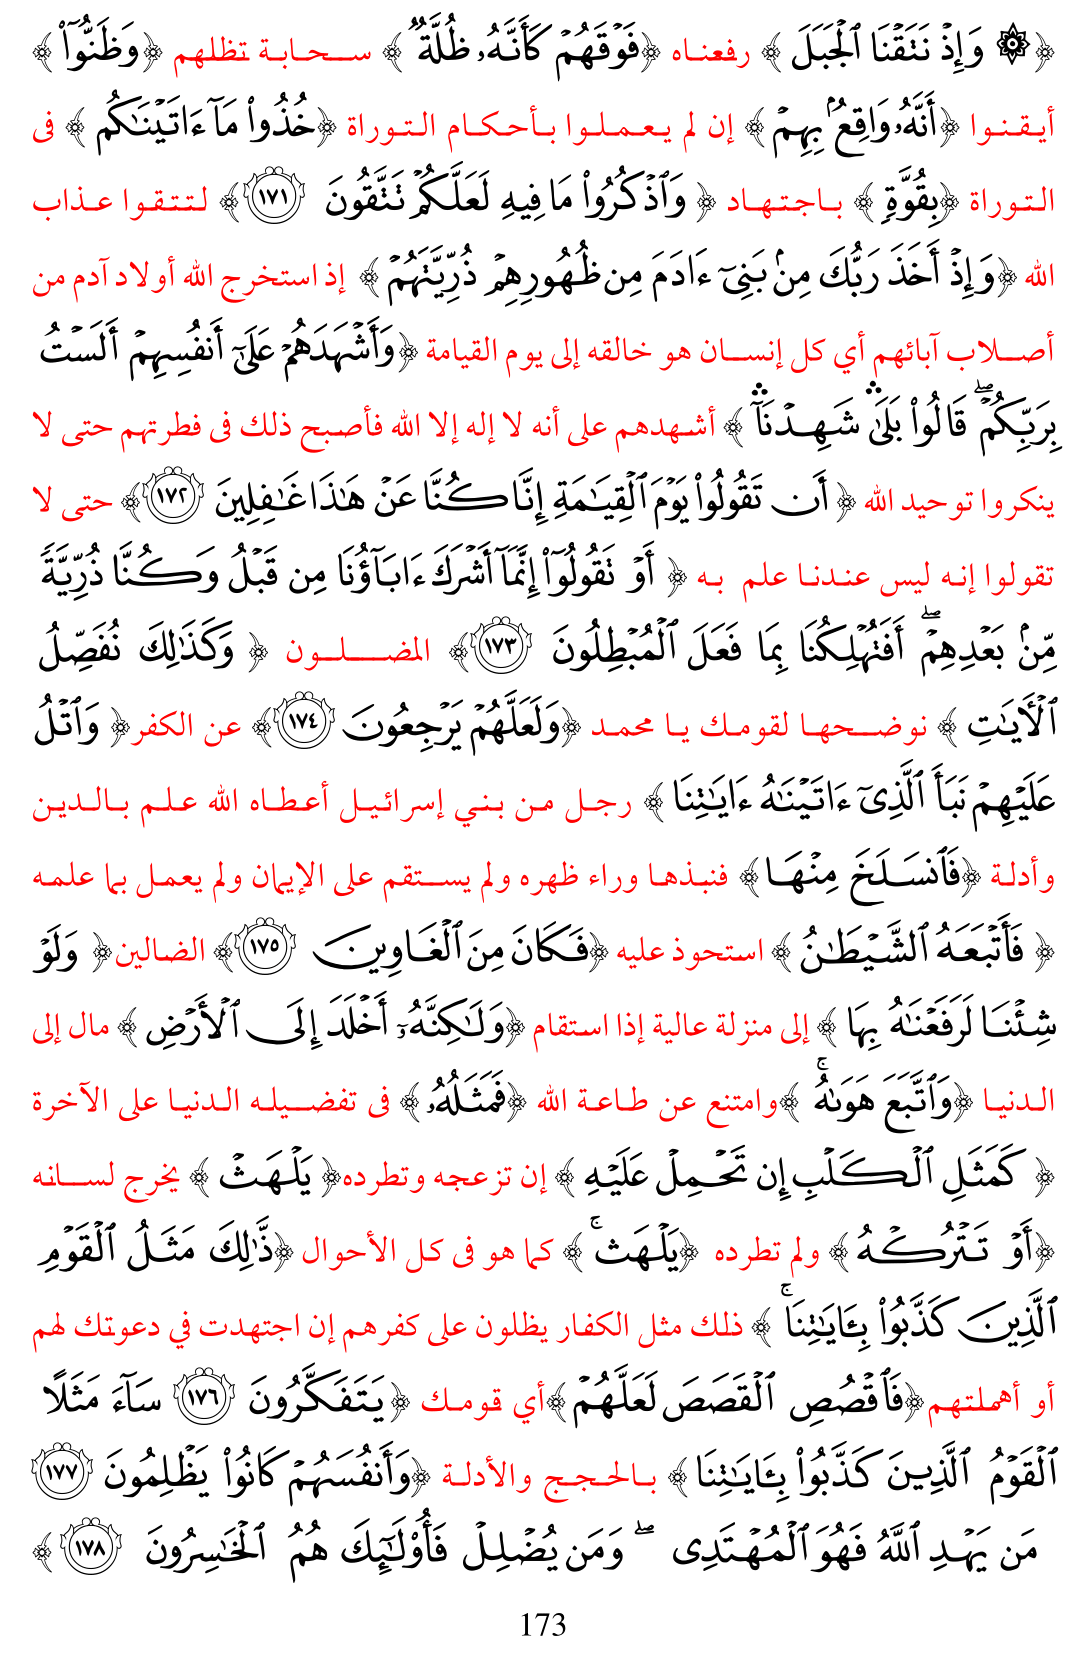 ﴿ ۞ وَإِذۡ نَتَقۡنَا ٱلۡجَبَلَ ﴾ رفعناه ﴿فَوۡقَهُمۡ كَأَنَّهُۥ ظُلَّةٞ ﴾ سحابة تظلهم ﴿وَظَنُّوٓاْ ﴾
أيقنوا ﴿أَنَّهُۥ وَاقِعُۢ بِهِمۡ ﴾ إن لم يعملوا بأحكام التوراة ﴿خُذُواْ مَآ ءَاتَيۡنَٰكُم ﴾ فى
التوراة ﴿بِقُوَّةٖ ﴾ باجتهاد ﴿ وَٱذۡكُرُواْ مَا فِيهِ لَعَلَّكُمۡ تَتَّقُونَ ١٧١ ﴾ لتتقوا عذاب
الله ﴿وَإِذۡ أَخَذَ رَبُّكَ مِنۢ بَنِيٓ ءَادَمَ مِن ظُهُورِهِمۡ ذُرِّيَّتَهُمۡ ﴾ إذ استخرج الله أولاد آدم من
أصلاب آبائهم أي كل إنسان هو خالقه إلى يوم القيامة ﴿وَأَشۡهَدَهُمۡ عَلَىٰٓ أَنفُسِهِمۡ أَلَسۡتُ
بِرَبِّكُمۡۖ قَالُواْ بَلَىٰۛ شَهِدۡنَآۛ ﴾ أشهدهم على أنه لا إله إلا الله فأصبح ذلك فى فطرتهم حتى لا
ينكروا توحيد الله ﴿ أَن تَقُولُواْ يَوۡمَ ٱلۡقِيَٰمَةِ إِنَّا كُنَّا عَنۡ هَٰذَا غَٰفِلِينَ ١٧٢ ﴾ حتى لا
تقولوا إنه ليس عندنا علم به ﴿ أَوۡ تَقُولُوٓاْ إِنَّمَآ أَشۡرَكَ ءَابَآؤُنَا مِن قَبۡلُ وَكُنَّا ذُرِّيَّةٗ
مِّنۢ بَعۡدِهِمۡۖ أَفَتُهۡلِكُنَا بِمَا فَعَلَ ٱلۡمُبۡطِلُونَ ١٧٣ ﴾ المضلون ﴿ وَكَذَٰلِكَ نُفَصِّلُ
ٱلۡأٓيَٰتِ ﴾ نوضحها لقومك يا محمد ﴿وَلَعَلَّهُمۡ يَرۡجِعُونَ ١٧٤ ﴾ عن الكفر﴿ وَٱتۡلُ
عَلَيۡهِمۡ نَبَأَ ٱلَّذِيٓ ءَاتَيۡنَٰهُ ءَايَٰتِنَا ﴾ رجل من بني إسرائيل أعطاه الله علم بالدين
وأدلة ﴿فَٱنسَلَخَ مِنۡهَا﴾ فنبذها وراء ظهره ولم يستقم على الإيمان ولم يعمل بما علمه
﴿ فَأَتۡبَعَهُ ٱلشَّيۡطَٰنُ ﴾ استحوذ عليه ﴿فَكَانَ مِنَ ٱلۡغَاوِينَ ١٧٥ ﴾ الضالين﴿ وَلَوۡ
شِئۡنَا لَرَفَعۡنَٰهُ بِهَا ﴾ إلى منزلة عالية إذا استقام ﴿وَلَٰكِنَّهُۥٓ أَخۡلَدَ إِلَى ٱلۡأَرۡضِ ﴾ مال إلى
الدنيا ﴿وَٱتَّبَعَ هَوَىٰهُۚ ﴾وامتنع عن طاعة الله ﴿فَمَثَلُهُۥ ﴾ فى تفضيله الدنيا على الآخرة
﴿ كَمَثَلِ ٱلۡكَلۡبِ إِن تَحۡمِلۡ عَلَيۡهِ ﴾ إن تزعجه وتطرده﴿ يَلۡهَثۡ ﴾ يخرج لسانه
﴿أَوۡ تَتۡرُكۡهُ ﴾ ولم تطرده ﴿يَلۡهَثۚ ﴾ كما هو فى كل الأحوال ﴿ذَّٰلِكَ مَثَلُ ٱلۡقَوۡمِ
ٱلَّذِينَ كَذَّبُواْ بِـَٔايَٰتِنَاۚ ﴾ ذلك مثل الكفار يظلون على كفرهم إن اجتهدت في دعوتك لهم
أو أهملتهم﴿فَٱقۡصُصِ ٱلۡقَصَصَ لَعَلَّهُمۡ ﴾أي قومك ﴿يَتَفَكَّرُونَ ١٧٦ سَآءَ مَثَلًا
ٱلۡقَوۡمُ ٱلَّذِينَ كَذَّبُواْ بِـَٔايَٰتِنَا ﴾ بالحجج والأدلة ﴿وَأَنفُسَهُمۡ كَانُواْ يَظۡلِمُونَ ١٧٧
مَن يَهۡدِ ٱللَّهُ فَهُوَ ٱلۡمُهۡتَدِيۖ وَمَن يُضۡلِلۡ فَأُوْلَٰٓئِكَ هُمُ ٱلۡخَٰسِرُونَ ١٧٨ ﴾
173